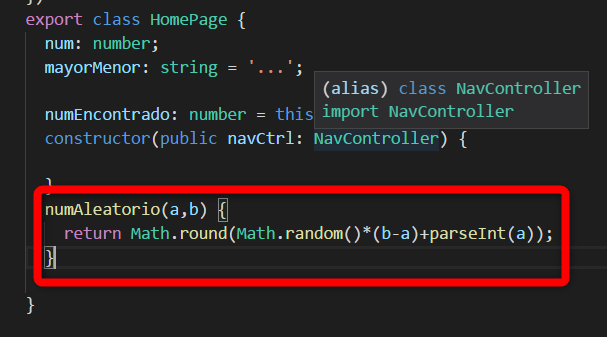 })
export class HomePage {
num: number;
mayorMenor: string = '...';
(alias) class NavController
import NavController
numEncontrado: number = this
constructor(public navCtrl: NavController) {
}
numAleatorio(a,b) {
return Math.round(Math.random()*(b-a)+parseInt(a));
}
}